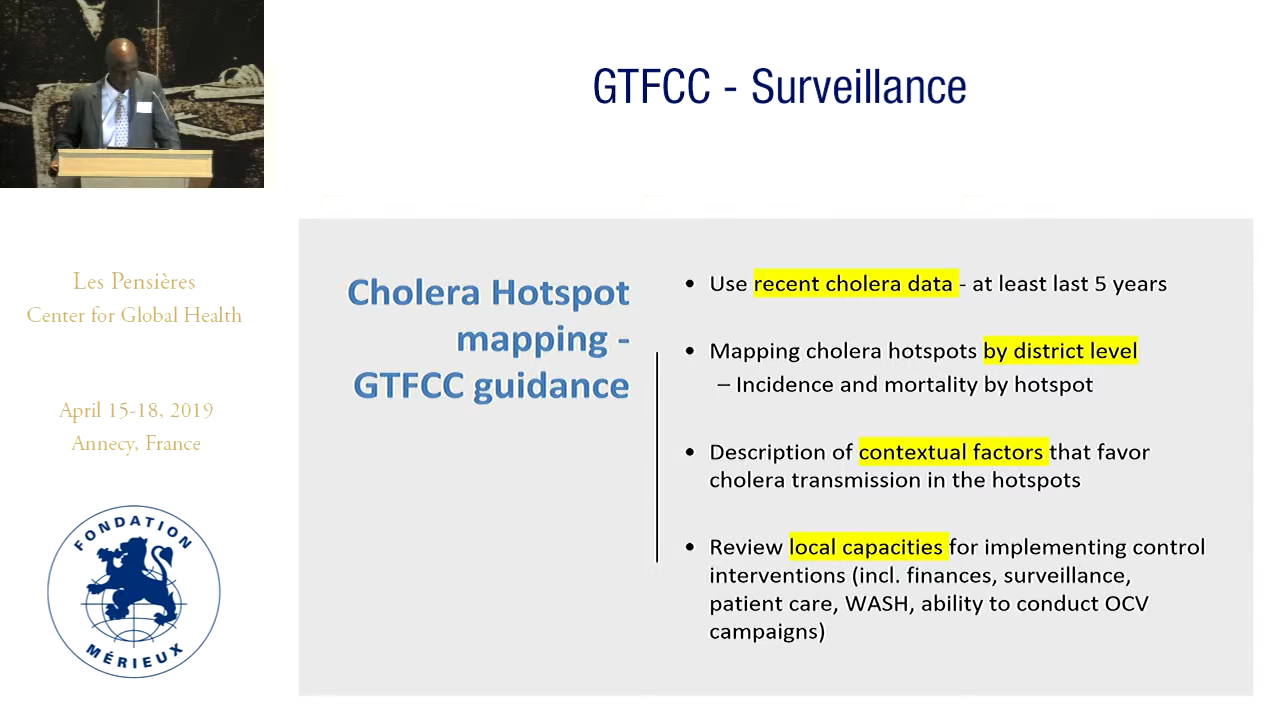 GTFCC - Surveillance
Les Pensières
Center for Global Health
April 15-18, 2019
Annecy, France
FONDATION
MÉRIEUX
Cholera Hotspot
mapping -
GTFCC guidance
• Use recent cholera data - at least last 5 years
• Mapping cholera hotspots by district level
– Incidence and mortality by hotspot
• Description of contextual factors that favor
cholera transmission in the hotspots
• Review local capacities for implementing control
interventions (incl. finances, surveillance,
patient care, WASH, ability to conduct OCV
campaigns)